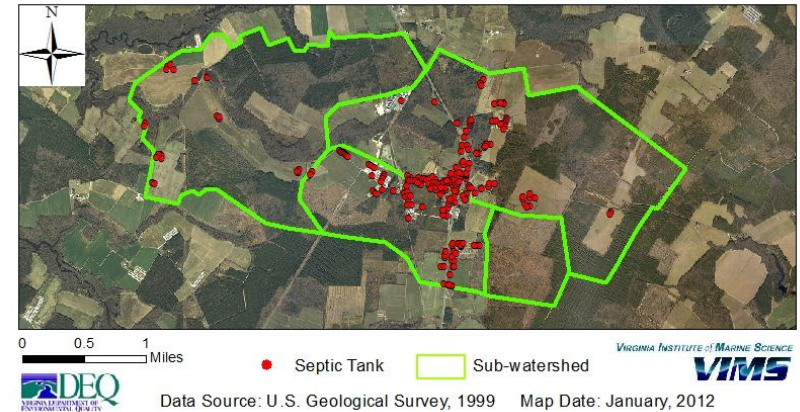 N
0 0.5 1
Miles
Septic Tank
Sub-watershed
VIRGINIA INSTITUTE of MARINE SCIENCE
VIMS
DEQ
VIRGINIA DEPARTMENT OF
ENVIRONMENTAL QUALITY
Data Source: U.S. Geological Survey, 1999 Map Date: January, 2012